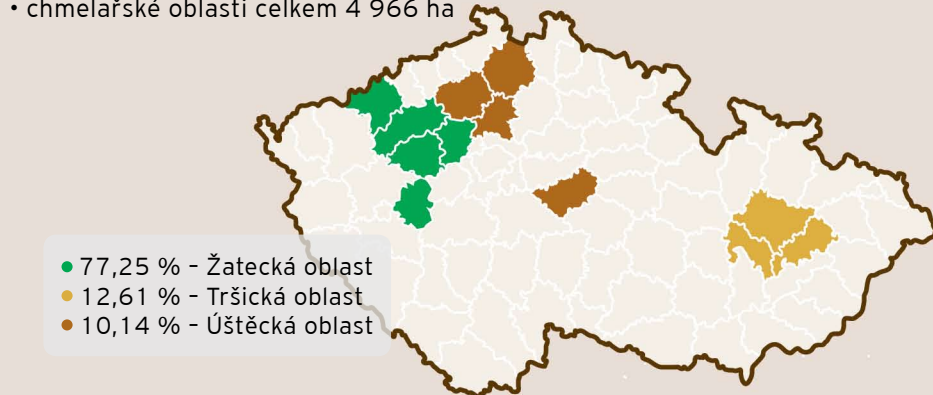 • chmelařské oblasti celkem 4 966 ha
• 77,25 % – Žatecká oblast
• 12,61 % – Tršická oblast
• 10,14 % – Úštěcká oblast